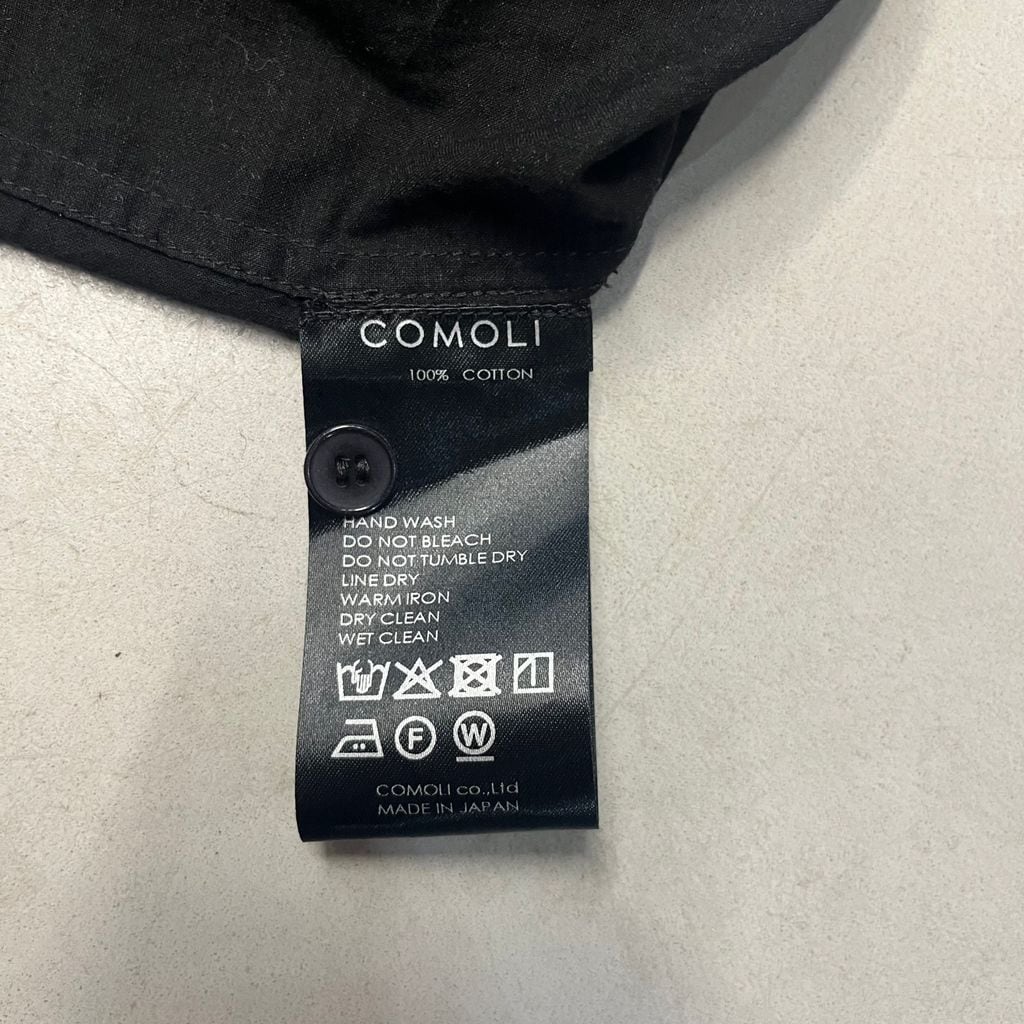 COMOLI
100% COTTON
HAND WASH
DO NOT BLEACH
DO NOT TUMBLE DRY
LINE DRY
WARM IRON
DRY CLEAN
WET CLEAN
F
W
COMOLI co.,Ltd
MADE IN JAPAN